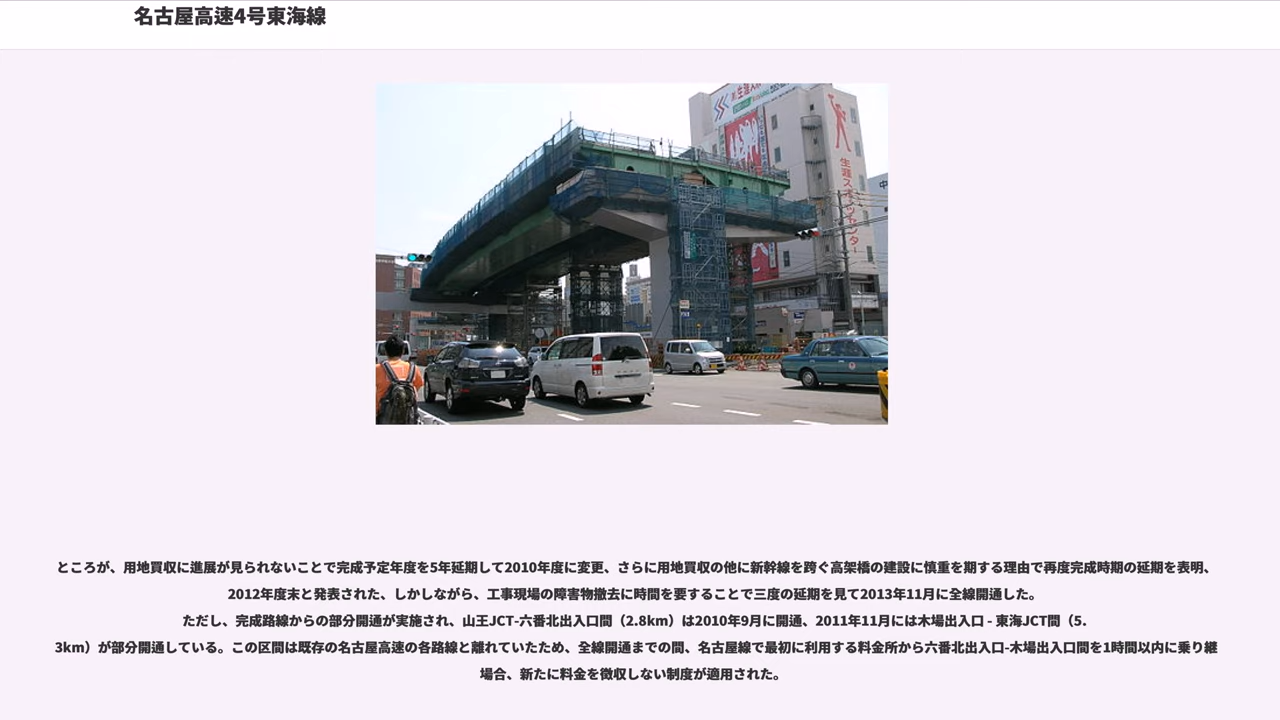 名古屋高速4号東海線
生涯スポーツセンター
ところが、用地買収に進展が見られないことで完成予定年度を5年延期して2010年度に変更、さらに用地買収の他に新幹線を跨ぐ高架橋の建設に慎重を期する理由で再度完成時期の延期を表明、
2012年度末と発表された、しかしながら、工事現場の障害物撤去に時間を要することで三度の延期を見て2013年11月に全線開通した。
ただし、完成路線からの部分開通が実施され、山王JCT-六番北出入口間（2.8km）は2010年9月に開通、2011年11月には木場出入口 - 東海JCT間（5.
3km）が部分開通している。この区間は既存の名古屋高速の各路線と離れていたため、全線開通までの間、名古屋線で最初に利用する料金所から六番北出入口-木場出入口間を1時間以内に乗り継
場合、新たに料金を徴収しない制度が適用された。